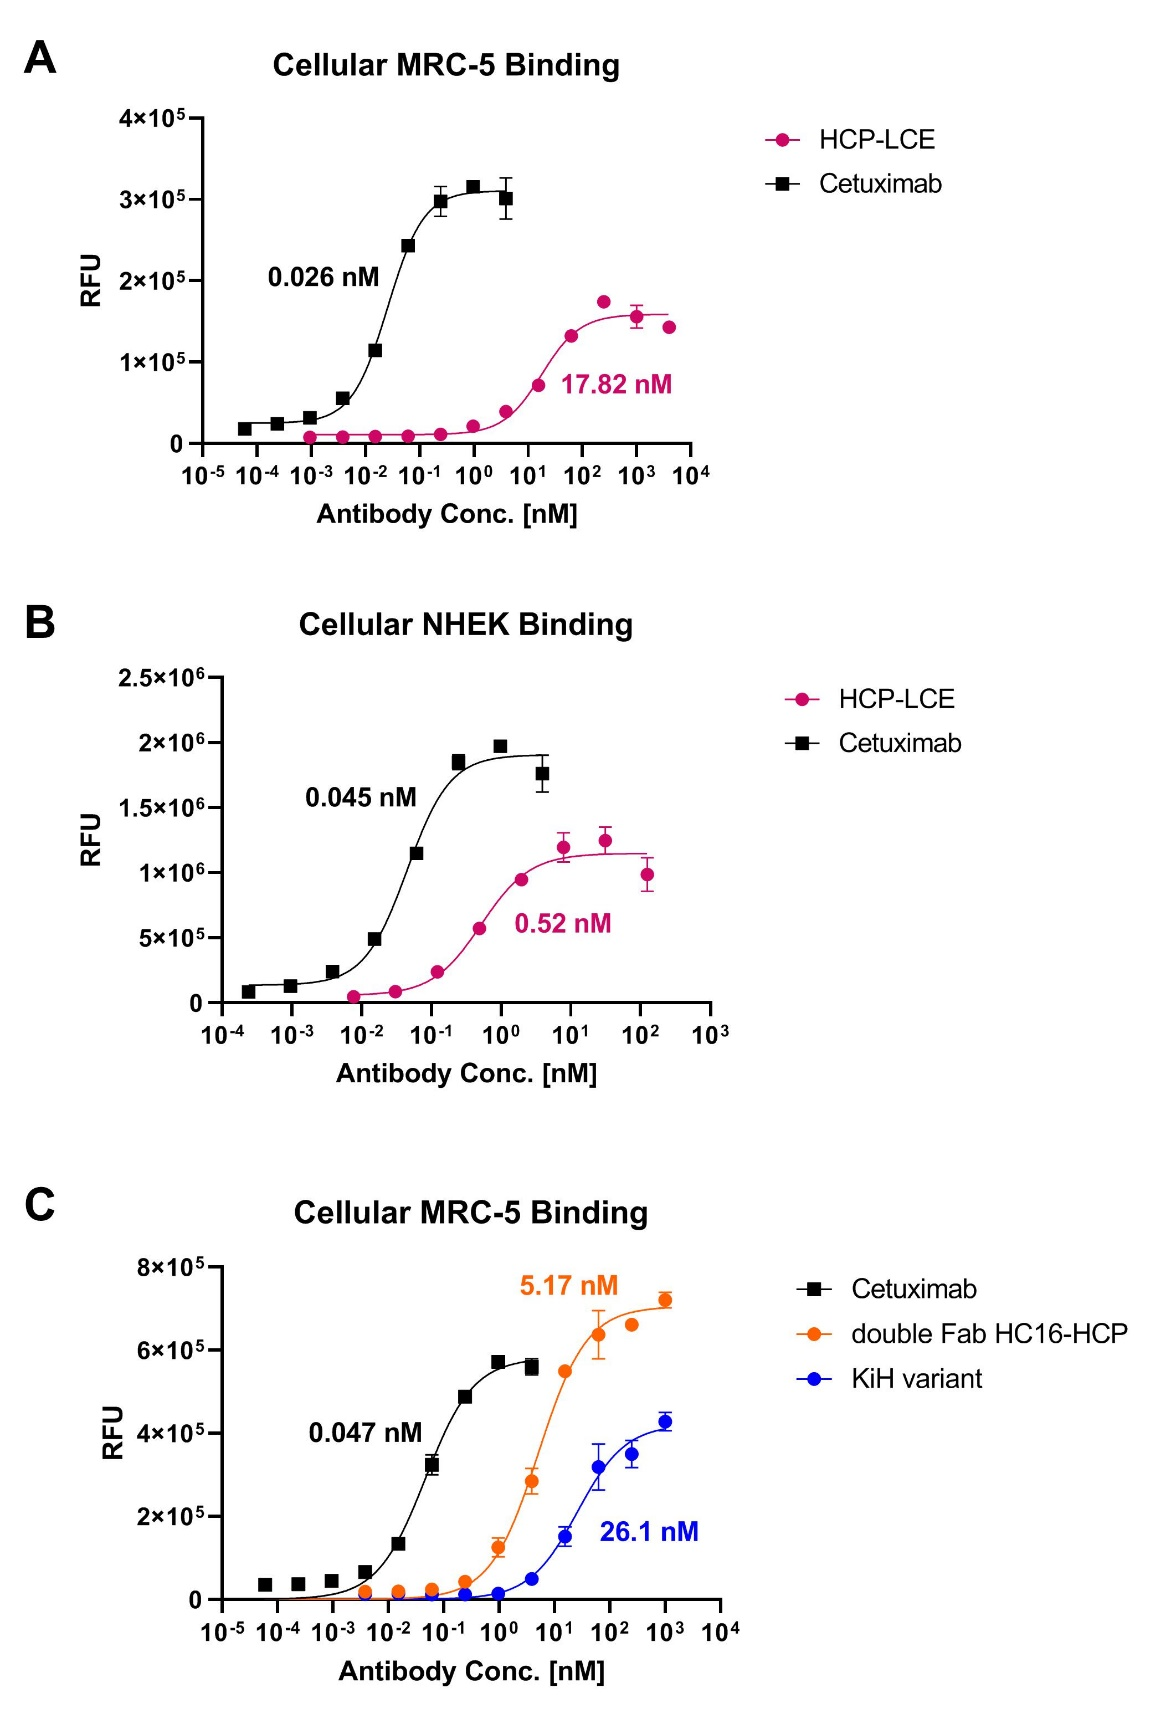 A
Cellular MRC-5 Binding
4×10⁵
3×10⁵
2×10⁵
1×10⁵
0
RFU
0.026 nM
17.82 nM
10⁻⁵ 10⁻⁴ 10⁻³ 10⁻² 10⁻¹ 10⁰ 10¹ 10² 10³ 10⁴
Antibody Conc. [nM]
HCP-LCE
Cetuximab
B
Cellular NHEK Binding
2.5×10⁶
2×10⁶
1.5×10⁶
1×10⁶
5×10⁵
0
RFU
0.045 nM
0.52 nM
10⁻⁴ 10⁻³ 10⁻² 10⁻¹ 10⁰ 10¹ 10² 10³
Antibody Conc. [nM]
HCP-LCE
Cetuximab
C
Cellular MRC-5 Binding
8×10⁵
6×10⁵
4×10⁵
2×10⁵
0
RFU
5.17 nM
0.047 nM
26.1 nM
10⁻⁵ 10⁻⁴ 10⁻³ 10⁻² 10⁻¹ 10⁰ 10¹ 10² 10³ 10⁴
Antibody Conc. [nM]
Cetuximab
double Fab HC16-HCP
KiH variant